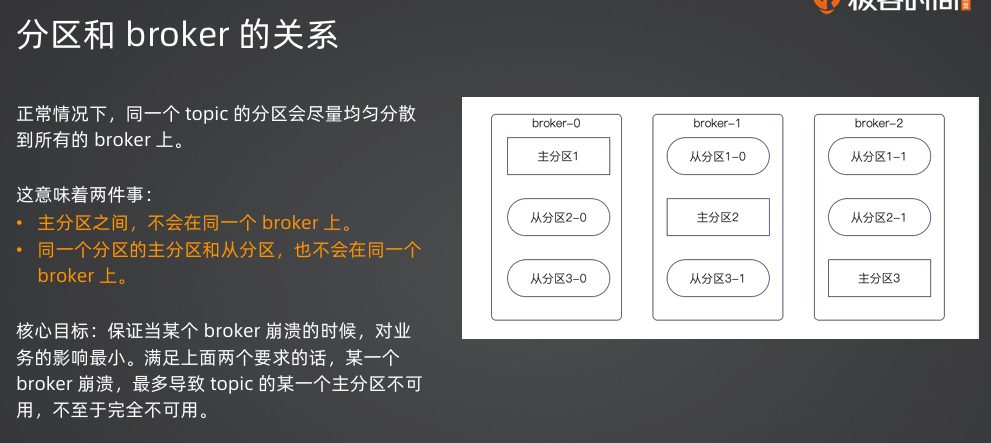 分区和 broker 的关系
正常情况下，同一个 topic 的分区会尽量均匀分散
到所有的 broker 上。
这意味着两件事：
• 主分区之间，不会在同一个 broker 上。
• 同一个分区的主分区和从分区，也不会在同一个
broker 上。
核心目标：保证当某个 broker 崩溃的时候，对业
务的影响最小。满足上面两个要求的话，某一个
broker 崩溃，最多导致 topic 的某一个主分区不可
用，不至于完全不可用。
broker-0
主分区1
从分区2-0
从分区3-0
broker-1
从分区1-0
主分区2
从分区3-1
broker-2
从分区1-1
从分区2-1
主分区3